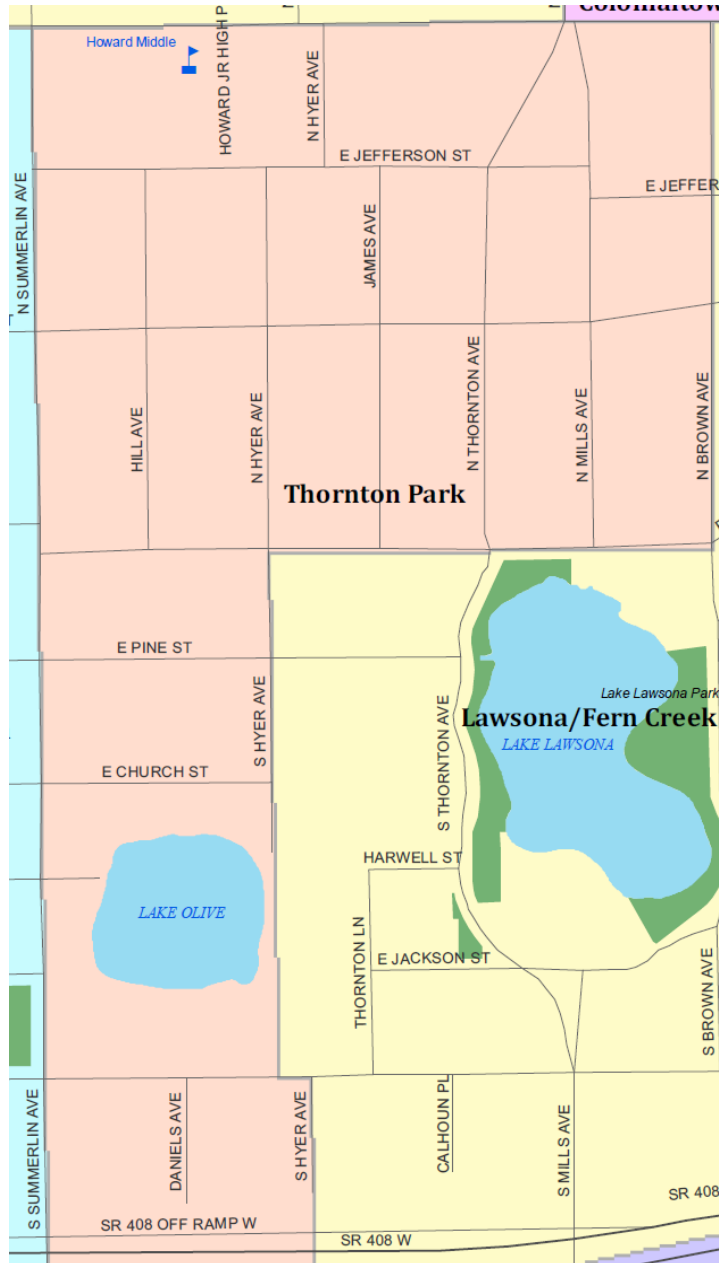 Howard Middle
HOWARD JR HIGH P
N HYER AVE
E JEFFERSON ST
E JEFFER
N SUMMERLIN AVE
JAMES AVE
HILL AVE
N HYER AVE
N THORNTON AVE
N MILLS AVE
N BROWN AVE
Thornton Park
E PINE ST
S HYER AVE
S THORNTON AVE
Lake Lawsona Park
Lawsona/Fern Creek
LAKE LAWSONA
E CHURCH ST
HARWELL ST
LAKE OLIVE
THORNTON LN
E JACKSON ST
S BROWN AVE
S SUMMERLIN AVE
DANIELS AVE
S HYER AVE
CALHOUN PL
S MILLS AVE
SR 408
SR 408 OFF RAMP W
SR 408 W